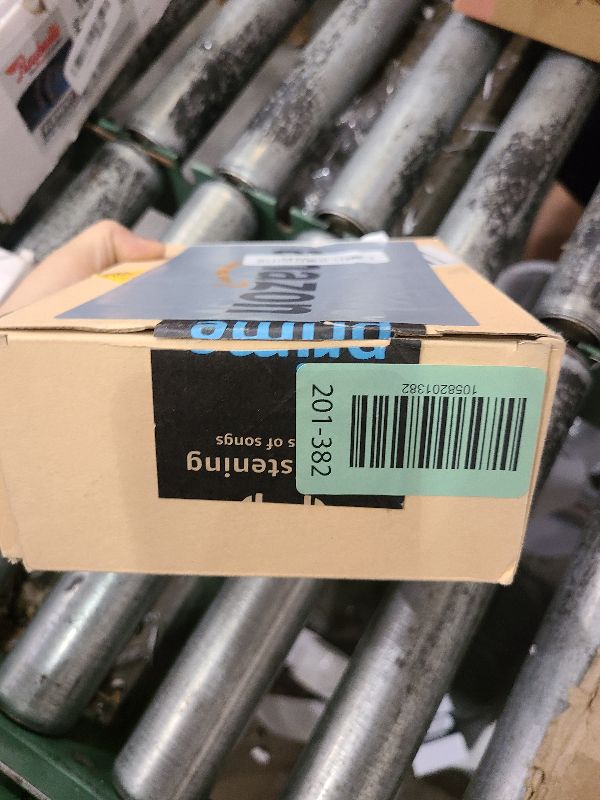 amazon
prime
stening
s of songs
201-382
1058201382